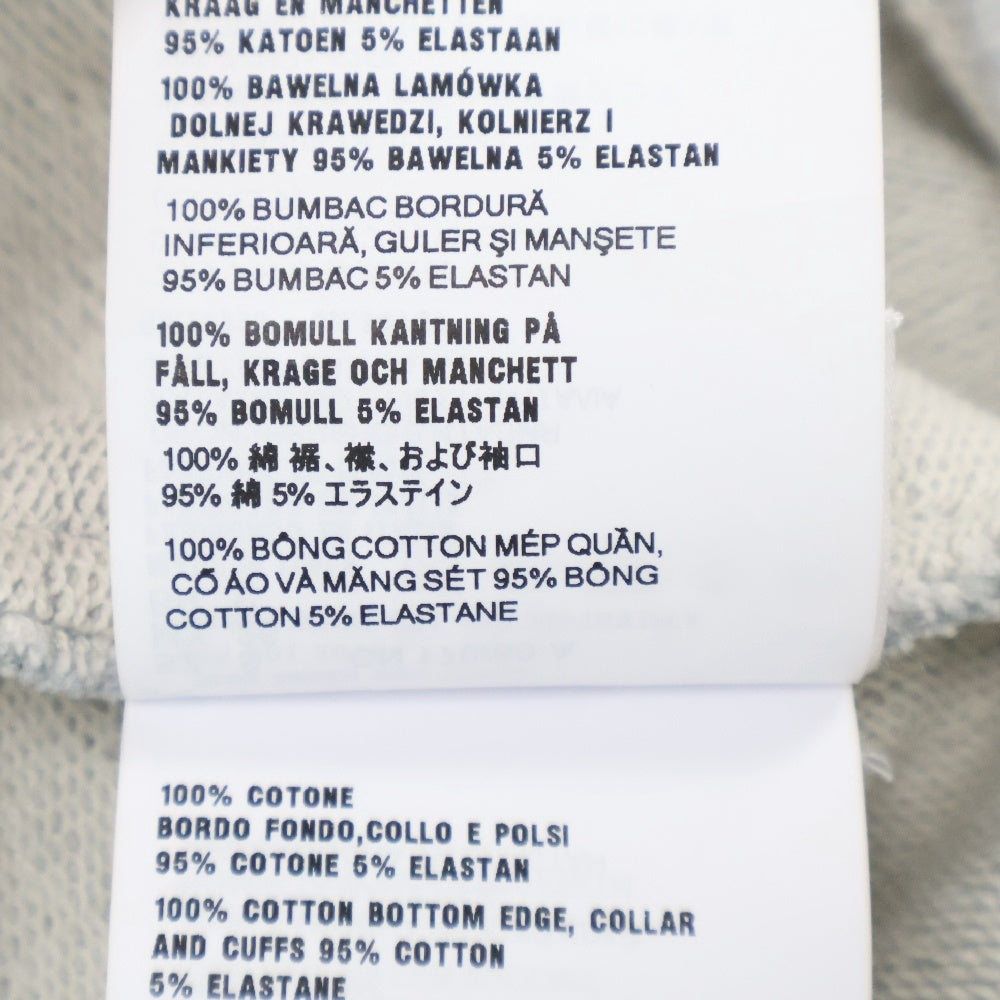 KRAAG EN MANCHETTEN
95% KATOEN 5% ELASTAAN
100% BAWELNA LAMÓWKA
DOLNEJ KRAWEDZI, KOLNIERZ I
MANKIETY 95% BAWELNA 5% ELASTAN
100% BUMBAC BORDURĂ
INFERIOARĂ, GULER ŞI MANŞETE
95% BUMBAC 5% ELASTAN
100% BOMULL KANTNING PÅ
FÅLL, KRAGE OCH MANCHETT
95% BOMULL 5% ELASTAN
100% 綿 裾、襟、および袖口
95% 綿 5% エラステイン
100% BÔNG COTTON MÉP QUẦN,
CỔ ÁO VÀ MĂNG SÉT 95% BÔNG
COTTON 5% ELASTANE
100% COTONE
BORDO FONDO,COLLO E POLSI
95% COTONE 5% ELASTAN
100% COTTON BOTTOM EDGE, COLLAR
AND CUFFS 95% COTTON
5% ELASTANE